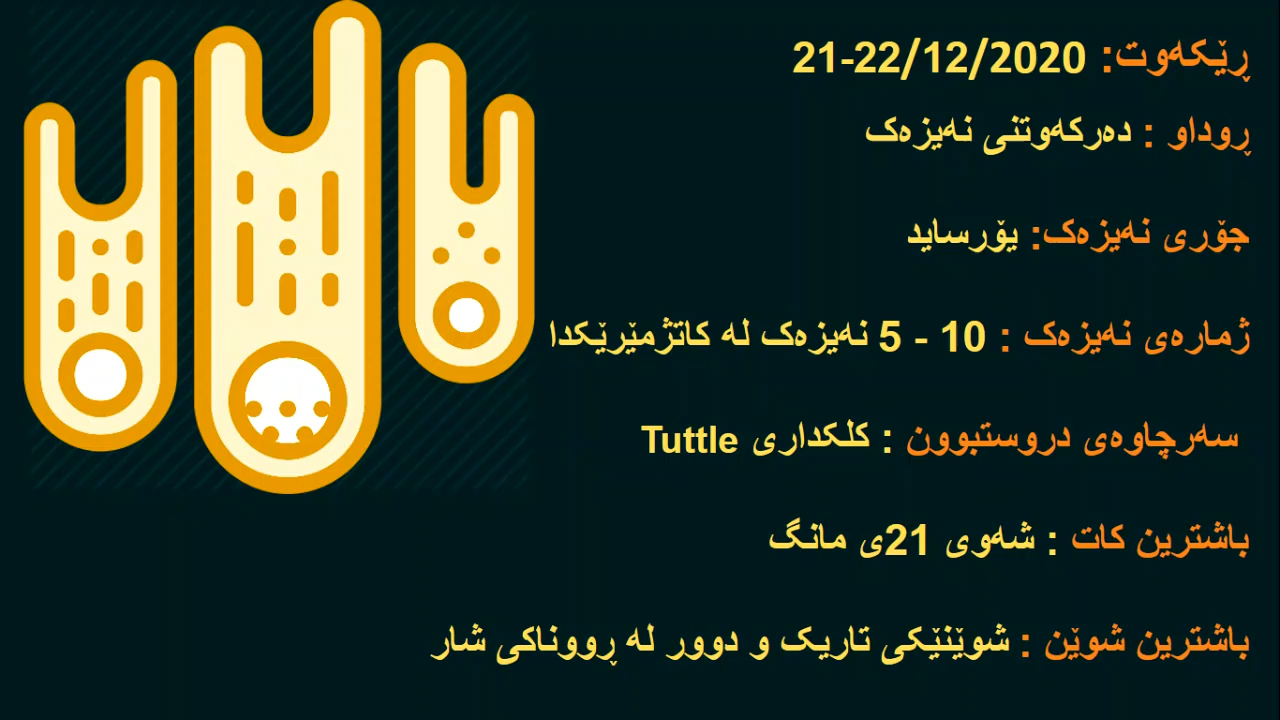 ڕێکەوت: 21-22/12/2020
ڕوداو : دەرکەوتنی نەیزەک
جۆری نەیزەک: یۆرساید
ژمارەی نەیزەک : 10 - 5 نەیزەک لە کاتژمێرێکدا
سەرچاوەی دروستبوون : کلکداری Tuttle
باشترین کات : شەوی 21ی مانگ
باشترین شوێن : شوێنێکی تاریک و دوور لە ڕووناکی شار